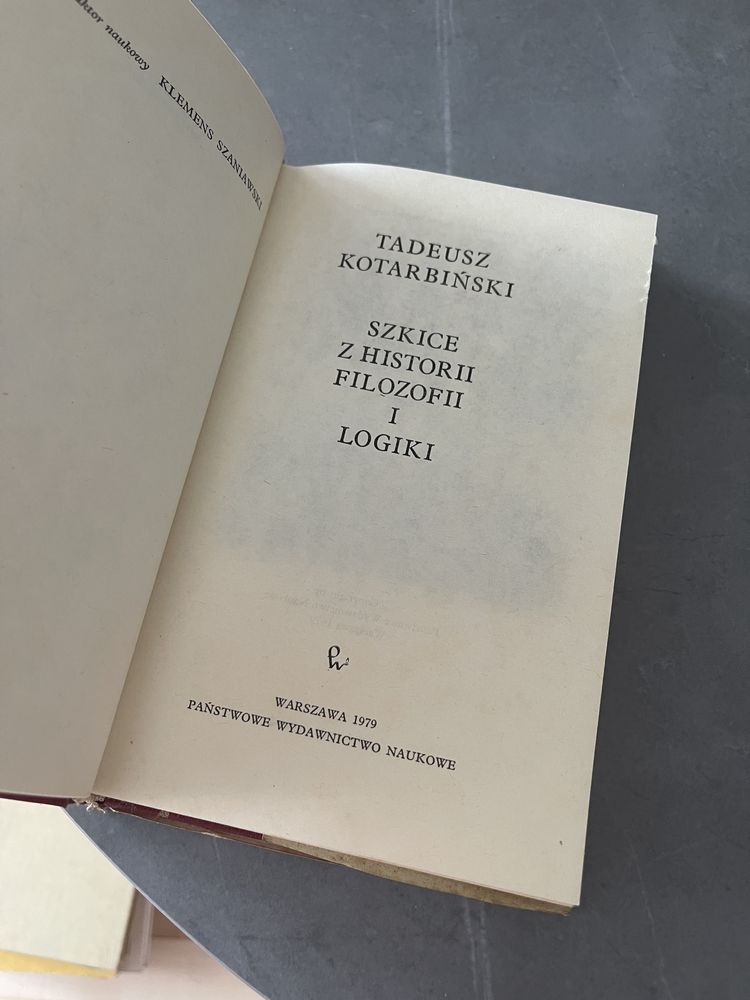 naukowy KLEMENS SZANIAWSKI
TADEUSZ
KOTARBIŃSKI
SZKICE
Z HISTORII
FILOZOFII
I
LOGIKI
WARSZAWA 1979
PAŃSTWOWE WYDAWNICTWO NAUKOWE